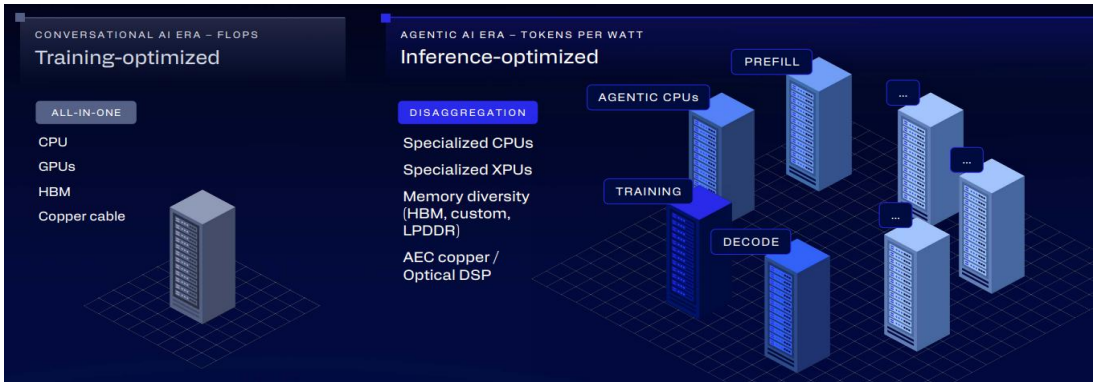 CONVERSATIONAL AI ERA – FLOPS
Training-optimized
ALL-IN-ONE
CPU
GPUs
HBM
Copper cable
AGENTIC AI ERA – TOKENS PER WATT
Inference-optimized
DISAGGREGATION
Specialized CPUs
Specialized XPUs
Memory diversity
(HBM, custom,
LPDDR)
AEC copper /
Optical DSP
PREFILL
AGENTIC CPUs
...
...
TRAINING
...
DECODE